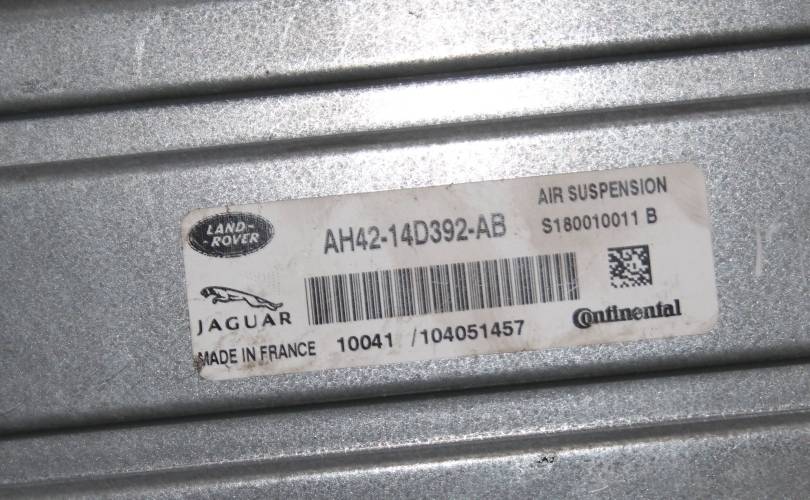 LAND-
-ROVER
AH42-14D392-AB
AIR SUSPENSION
S180010011 B
JAGUAR
Continental
MADE IN FRANCE 10041 /104051457